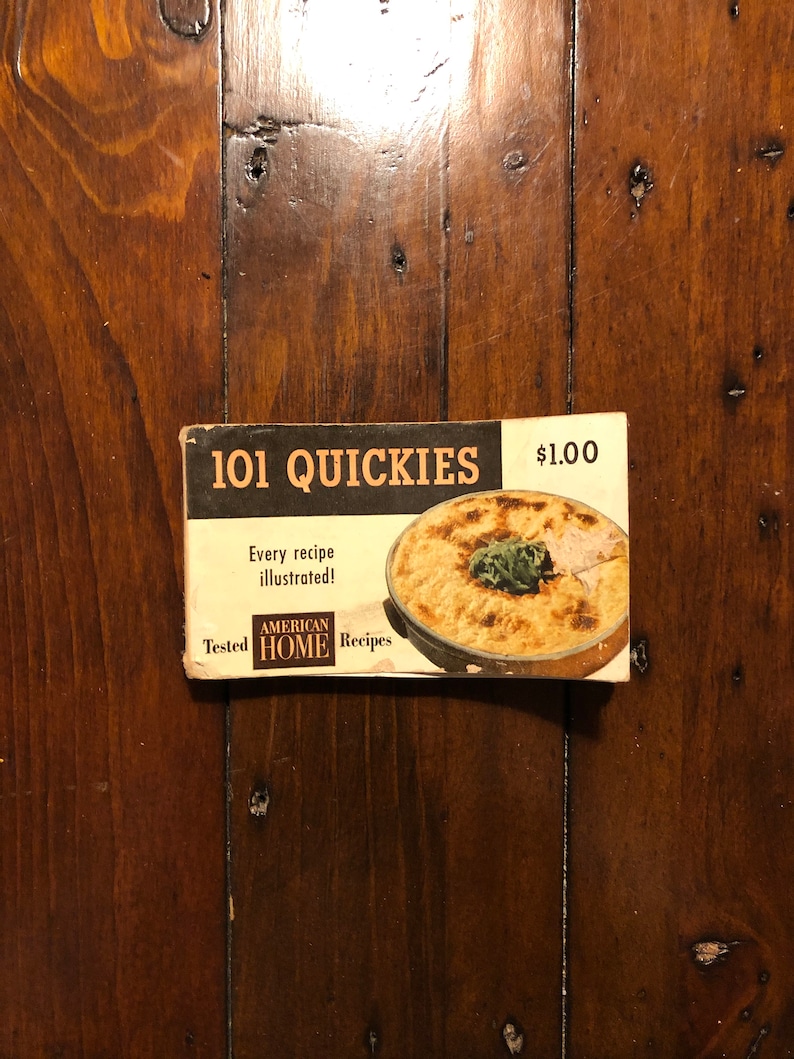 101 QUICKIES
$1.00
Every recipe
illustrated!
Tested AMERICAN HOME Recipes